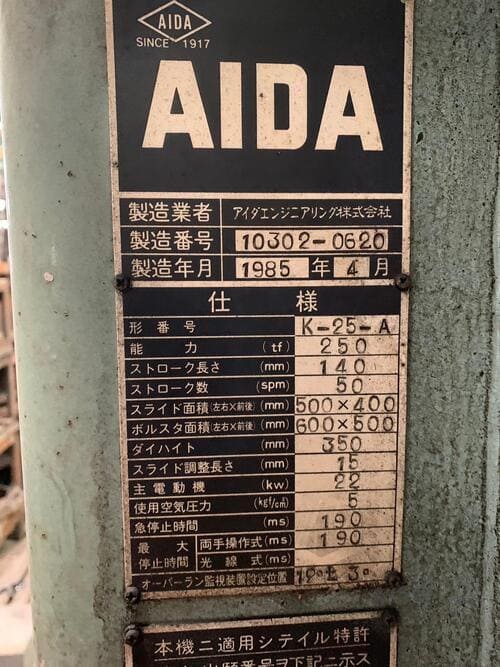 AIDA
SINCE 1917
AIDA
製造業者 アイダエンジニアリング株式会社
製造番号 10302-0620
製造年月 1985 年 4 月
仕様
形番号 K-25-A
能力 (tf) 250
ストローク長さ (mm) 140
ストローク数 (spm) 50
スライド面積(左右×前後) (mm) 500×400
ボルスタ面積(左右×前後) (mm) 600×500
ダイハイト (mm) 350
スライド調整長さ (mm) 15
主電動機 (kw) 22
使用空気圧力 (kgf/cm²) 5
急停止時間 (ms) 190
最大停止時間 両手操作式(ms) 190
光線式(ms)
オーバーラン監視装置設定位置
本機ニ適用シテイル特許